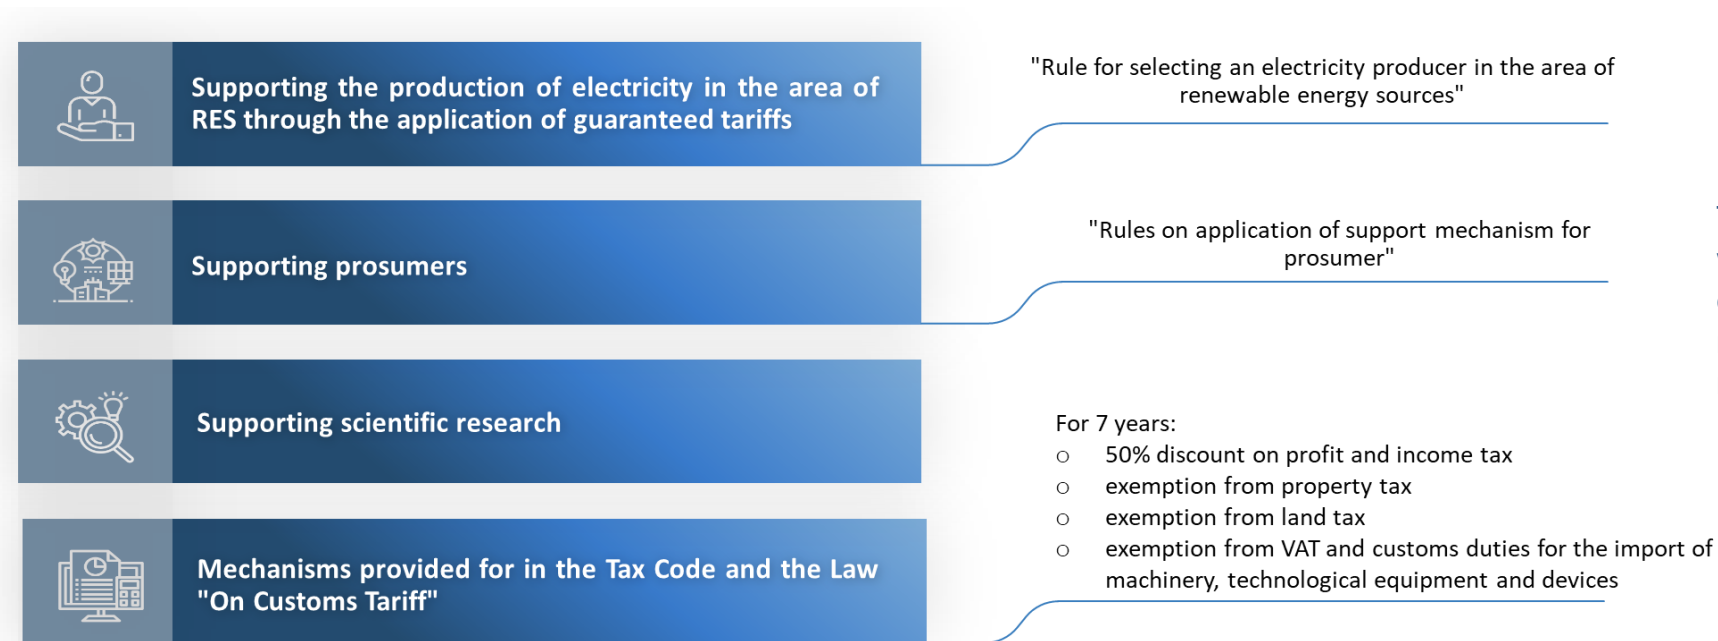 Supporting the production of electricity in the area of
RES through the application of guaranteed tariffs
"Rule for selecting an electricity producer in the area of
renewable energy sources"
Supporting prosumers
"Rules on application of support mechanism for
prosumer"
Supporting scientific research
Mechanisms provided for in the Tax Code and the Law
"On Customs Tariff"
For 7 years:
○ 50% discount on profit and income tax
○ exemption from property tax
○ exemption from land tax
○ exemption from VAT and customs duties for the import of
machinery, technological equipment and devices